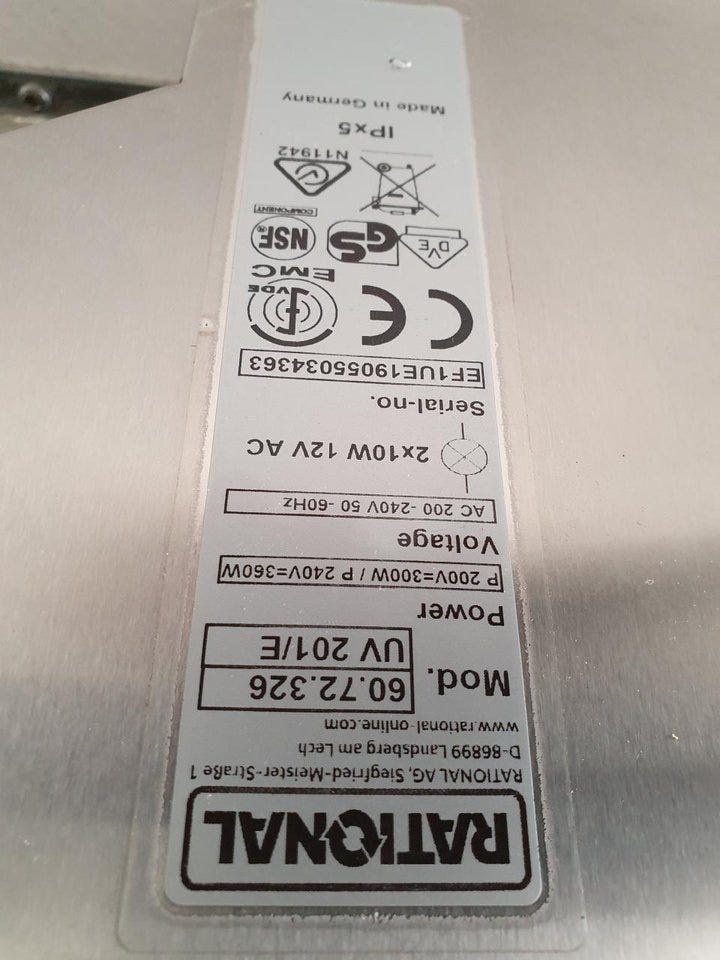 RATIONAL
RATIONAL AG, Siegfried-Meister-Straße 1
D-86899 Landsberg am Lech
www.rational-online.com
Mod. 60.72.326
UV 201/E
Power
P 200V=300W / P 240V=360W
Voltage
AC 200 -240V 50 -60Hz
2x10W 12V AC
Serial-no.
EF1UE19055034363
CE VDE
EMC
DVE GS NSF®
COMPONENT
N11942
IPx5
Made in Germany